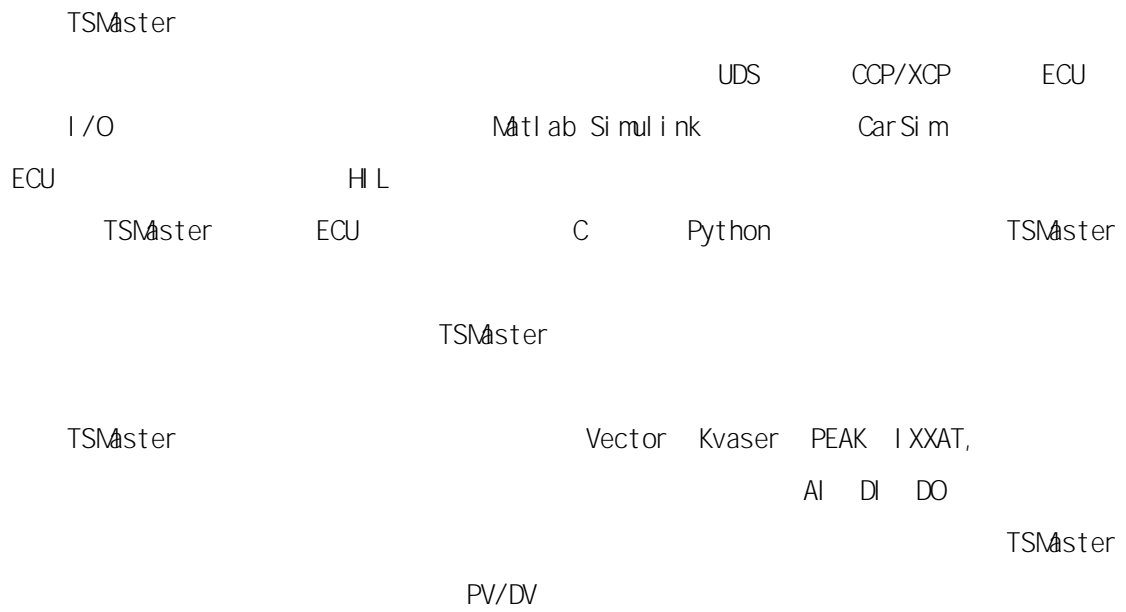 TSMaster
UDS CCP/XCP ECU
I/O Matlab Simulink CarSim
ECU HIL
TSMaster ECU C Python TSMaster
TSMaster
TSMaster Vector Kvaser PEAK IXXAT,
AI DI DO
TSMaster
PV/DV